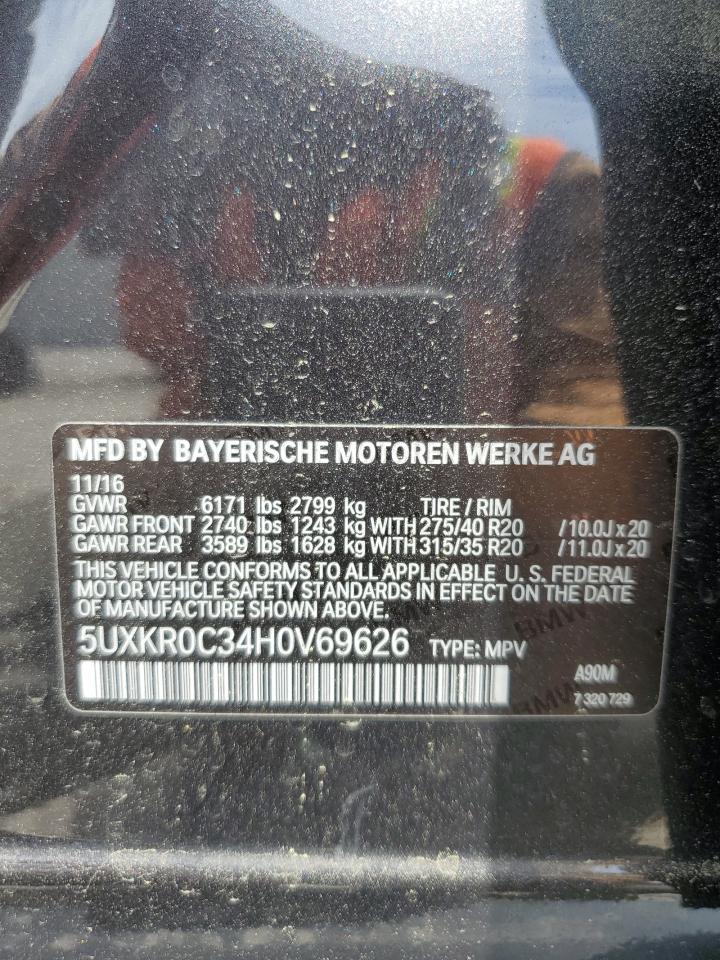 MFD BY BAYERISCHE MOTOREN WERKE AG
11/16
GVWR 6171 lbs 2799 kg TIRE / RIM
GAWR FRONT 2740 lbs 1243 kg WITH 275/40 R20 /10.0J x 20
GAWR REAR 3589 lbs 1628 kg WITH 315/35 R20 /11.0J x 20
THIS VEHICLE CONFORMS TO ALL APPLICABLE U. S. FEDERAL
MOTOR VEHICLE SAFETY STANDARDS IN EFFECT ON THE DATE
OF MANUFACTURE SHOWN ABOVE.
5UXKR0C34H0V69626 TYPE: MPV
A90M
7 320 729
BMW
BMW